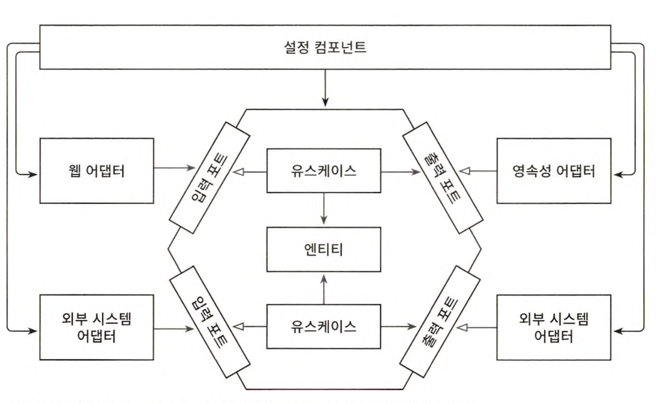 설정 컴포넌트
웹 어댑터
입력 포트
유스케이스
출력 포트
영속성 어댑터
엔티티
외부 시스템
어댑터
입력 포트
유스케이스
출력 포트
외부 시스템
어댑터